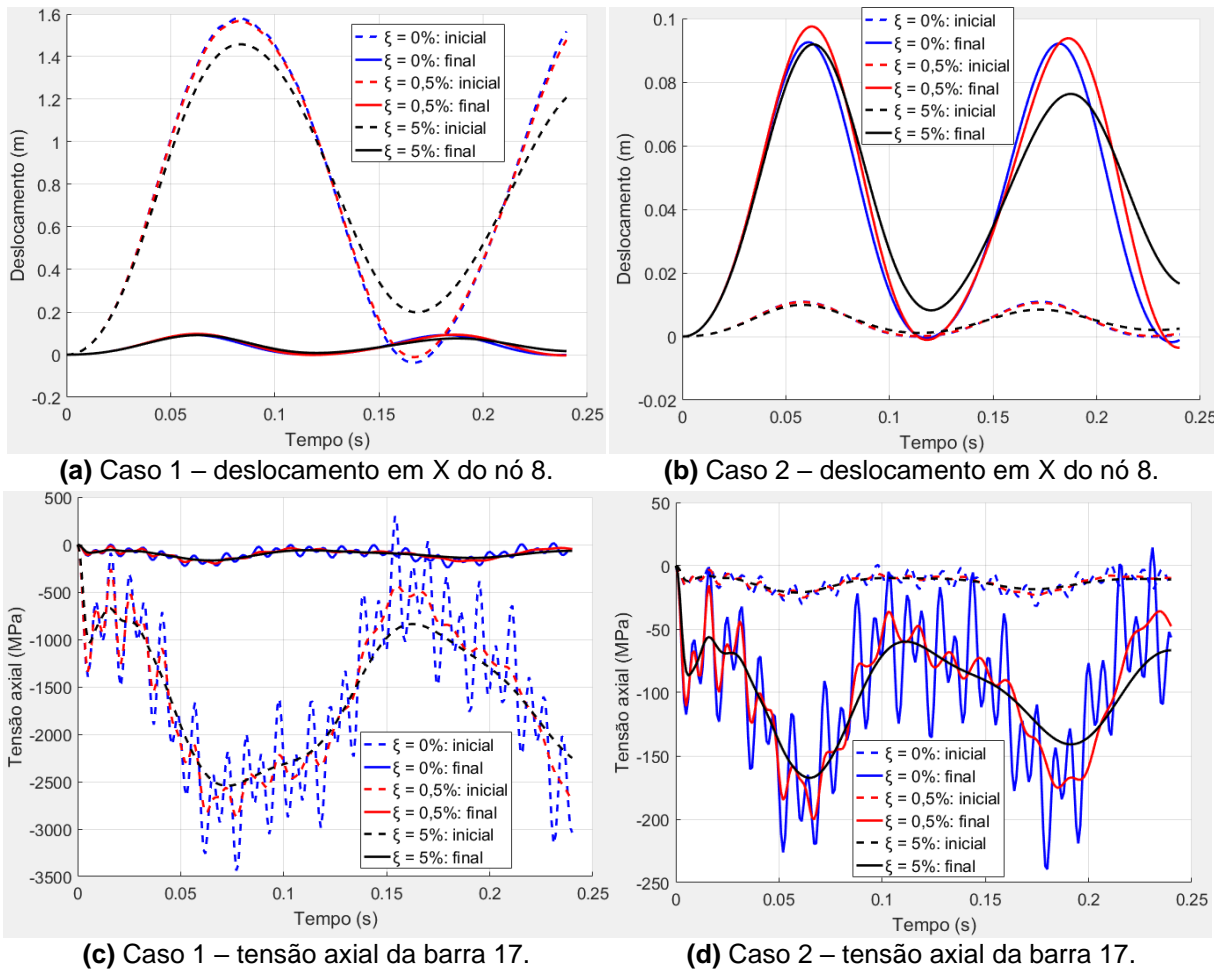 1.6
1.4
1.2
1
0.8
0.6
0.4
0.2
0
-0.2
Deslocamento (m)
0
0.05
0.1
0.15
0.2
0.25
Tempo (s)
ξ = 0%: inicial
ξ = 0%: final
ξ = 0,5%: inicial
ξ = 0,5%: final
ξ = 5%: inicial
ξ = 5%: final
(a) Caso 1 – deslocamento em X do nó 8.
0.1
0.08
0.06
0.04
0.02
0
-0.02
Deslocamento (m)
0
0.05
0.1
0.15
0.2
0.25
Tempo (s)
ξ = 0%: inicial
ξ = 0%: final
ξ = 0,5%: inicial
ξ = 0,5%: final
ξ = 5%: inicial
ξ = 5%: final
(b) Caso 2 – deslocamento em X do nó 8.
500
0
-500
-1000
-1500
-2000
-2500
-3000
-3500
Tensão axial (MPa)
0
0.05
0.1
0.15
0.2
0.25
Tempo (s)
ξ = 0%: inicial
ξ = 0%: final
ξ = 0,5%: inicial
ξ = 0,5%: final
ξ = 5%: inicial
ξ = 5%: final
(c) Caso 1 – tensão axial da barra 17.
50
0
-50
-100
-150
-200
-250
Tensão axial (MPa)
0
0.05
0.1
0.15
0.2
0.25
Tempo (s)
ξ = 0%: inicial
ξ = 0%: final
ξ = 0,5%: inicial
ξ = 0,5%: final
ξ = 5%: inicial
ξ = 5%: final
(d) Caso 2 – tensão axial da barra 17.